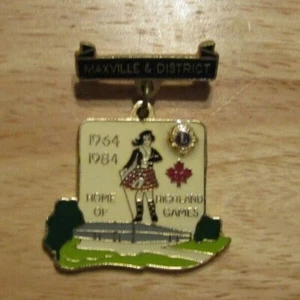 MAXVILLE & DISTRICT
1964
1984
HOME HIGHLAND
OF GAMES